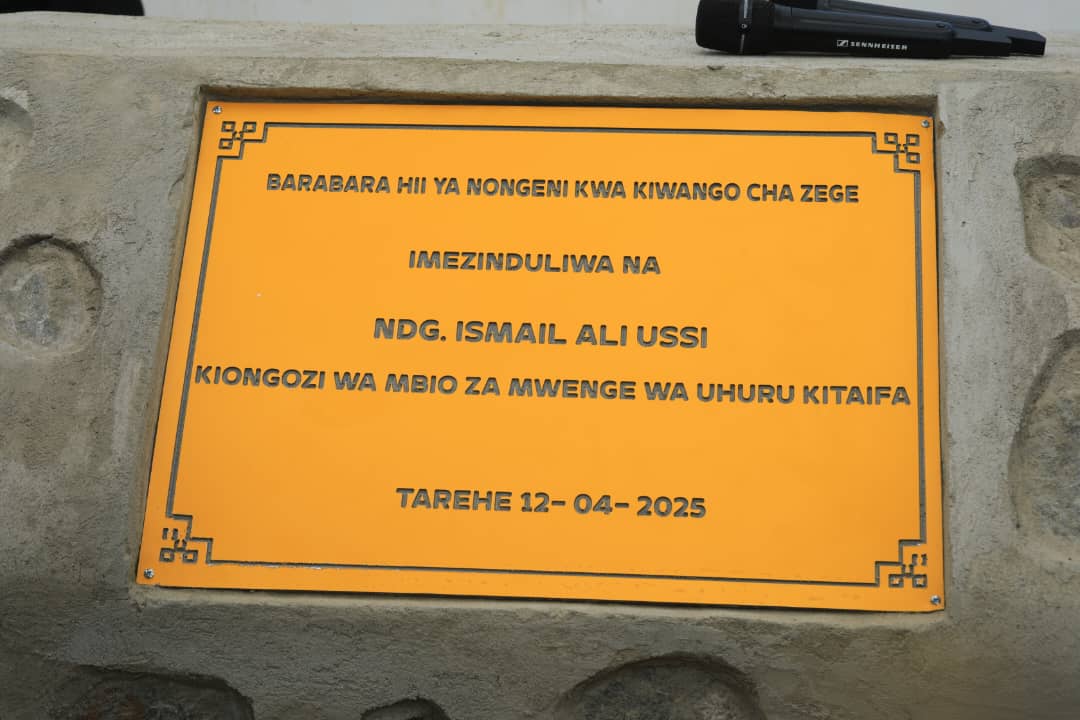 SENNHEISER
BARABARA HII YA NONGENI KWA KIWANGO CHA ZEGE
IMEZINDULIWA NA
NDG. ISMAIL ALI USSI
KIONGOZI WA MBIO ZA MWENGE WA UHURU KITAIFA
TAREHE 12- 04- 2025